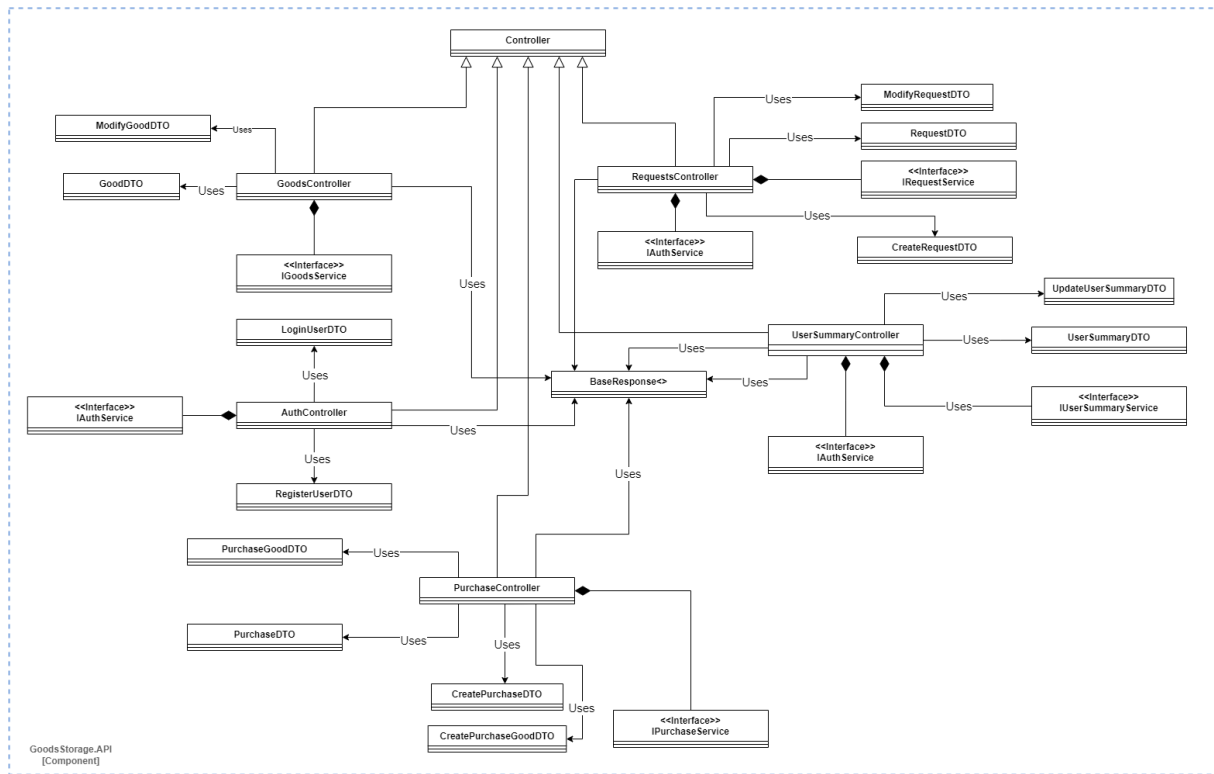 Controller
ModifyRequestDTO
Uses
ModifyGoodDTO
Uses
RequestDTO
Uses
GoodDTO
Uses
GoodsController
RequestsController
<<Interface>>
IRequestService
Uses
CreateRequestDTO
<<Interface>>
IAuthService
<<Interface>>
IGoodsService
Uses
UpdateUserSummaryDTO
Uses
LoginUserDTO
UserSummaryController
Uses
UserSummaryDTO
Uses
Uses
BaseResponse<>
Uses
<<Interface>>
IAuthService
AuthController
Uses
Uses
<<Interface>>
IUserSummaryService
<<Interface>>
IAuthService
Uses
Uses
RegisterUserDTO
PurchaseGoodDTO
Uses
PurchaseController
PurchaseDTO
Uses
Uses
CreatePurchaseDTO
Uses
CreatePurchaseGoodDTO
<<Interface>>
IPurchaseService
GoodsStorage.API
[Component]